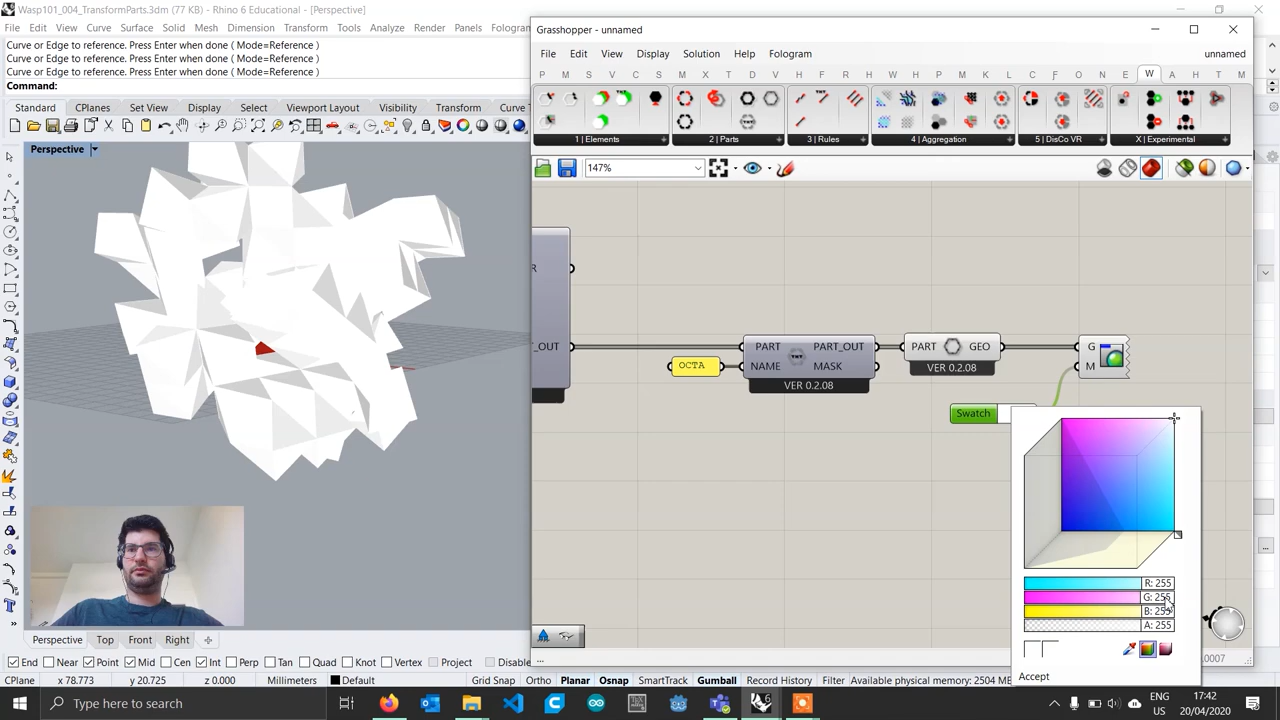 Wasp101_004_TransformParts.3dm (77 KB) - Rhino 6 Educational - [Perspective]
File Edit View Curve Surface Solid Mesh Dimension Transform Tools Analyze Render Panels Fologram
Curve or Edge to reference. Press Enter when done ( Mode=Reference )
Curve or Edge to reference. Press Enter when done ( Mode=Reference )
Curve or Edge to reference. Press Enter when done ( Mode=Reference )
Command:
Standard CPlanes Set View Display Select Viewport Layout Visibility Transform Curve T
Perspective
Grasshopper - unnamed
File Edit View Display Solution Help Fologram unnamed
P M S V C S M X T D V H F R H L P M J L F O N E W A H T M
1 | Elements 2 | Parts 3 | Rules 4 | Aggregation 5 | DisCo VR X | Experimental
147%
R
_OUT
OCTA
PART PART_OUT
NAME MASK
VER 0.2.08
PART GEO
VER 0.2.08
G
M
Swatch
R: 255
G: 255
B: 255
A: 255
Accept
...
.0007
Perspective Top Front Right
End Near Point Mid Cen Int Perp Tan Quad Knot Vertex Project Disable
CPlane x 78.773 y 20.725 z 0.000 Millimeters Default Grid Snap Ortho Planar Osnap SmartTrack Gumball Record History Filter Available physical memory: 2504 M
Type here to search
ENG
US
17:42
20/04/2020